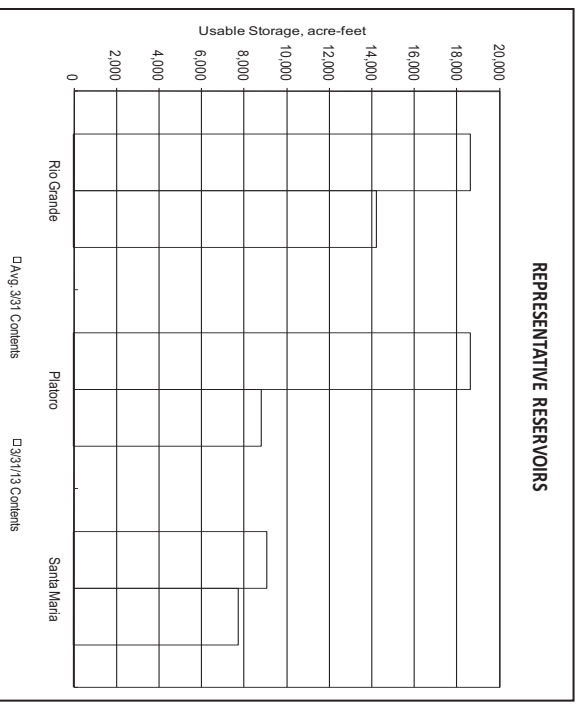 REPRESENTATIVE RESERVOIRS
Usable Storage, acre-feet
20,000
18,000
16,000
14,000
12,000
10,000
8,000
6,000
4,000
2,000
0
Rio Grande
Platoro
Santa Maria
Avg. 3/31 Contents
3/31/13 Contents